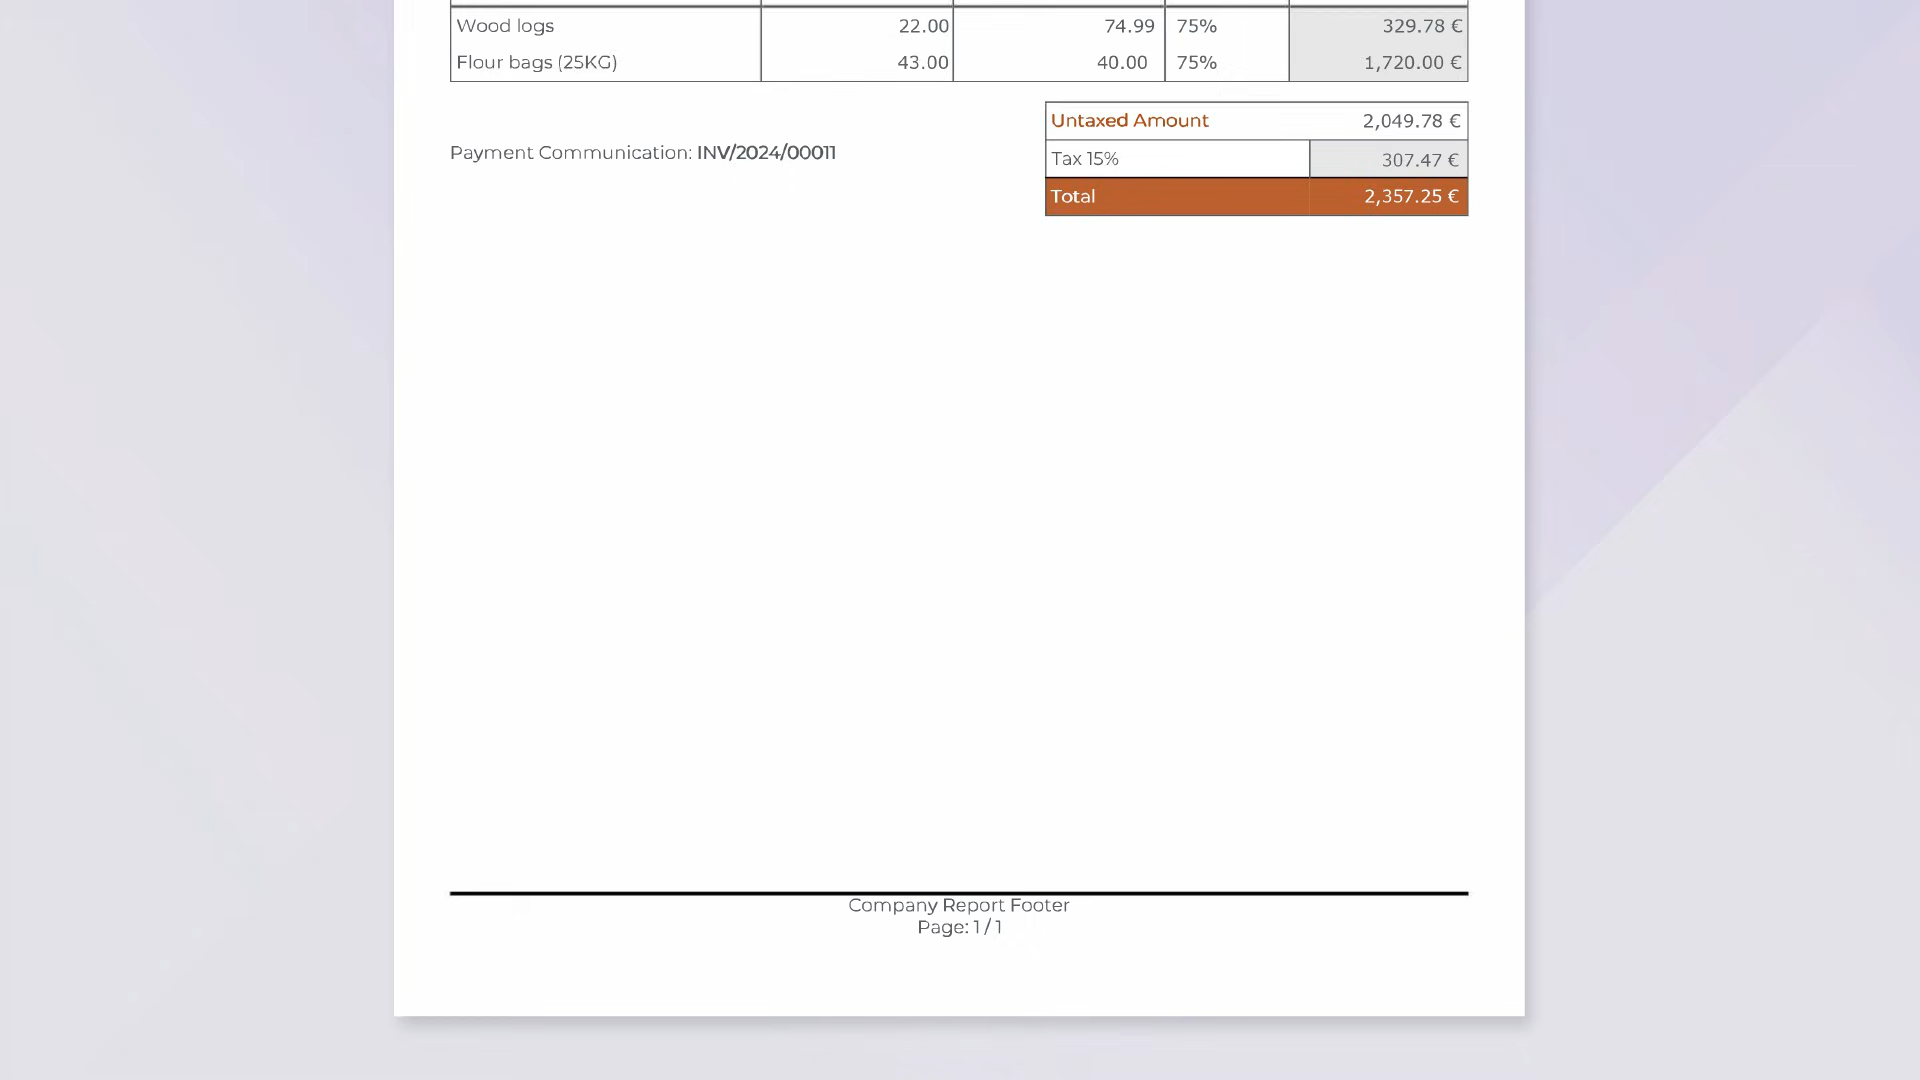 Wood logs 22.00 74.99 75% 329.78 €
Flour bags (25KG) 43.00 40.00 75% 1,720.00 €
Untaxed Amount 2,049.78 €
Payment Communication: INV/2024/00011
Tax 15% 307.47 €
Total 2,357.25 €
Company Report Footer
Page: 1 / 1